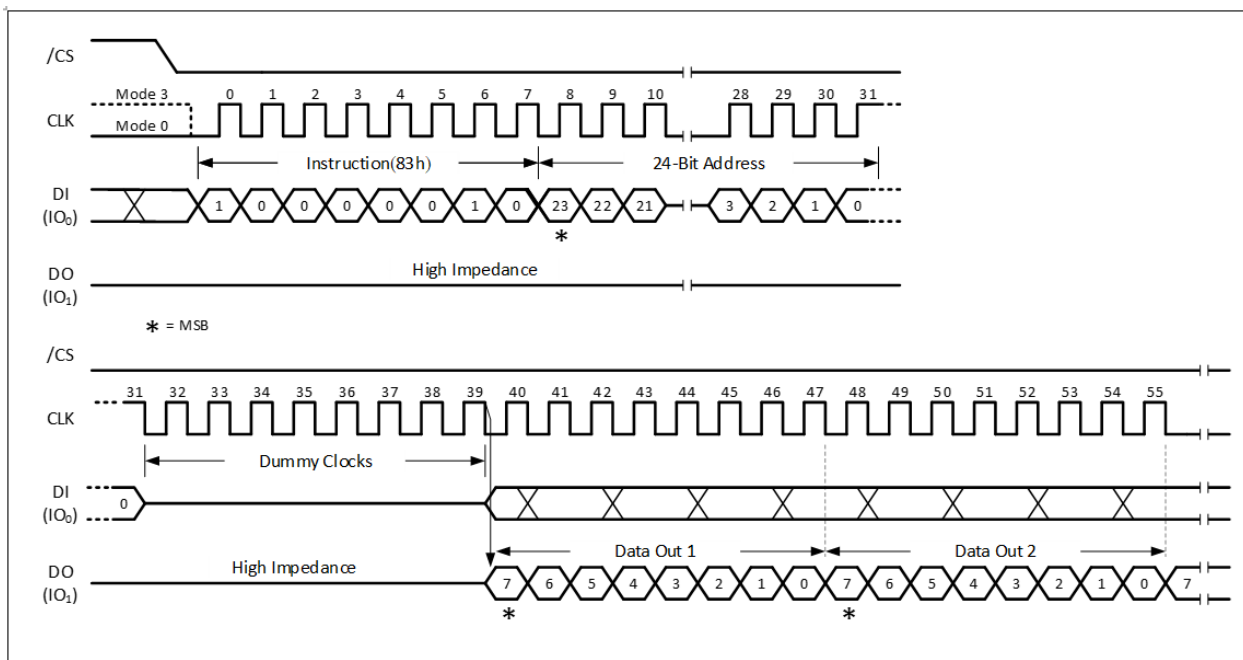 /CS
Mode 3 0 1 2 3 4 5 6 7 8 9 10 28 29 30 31
CLK
Mode 0
Instruction(83h) 24-Bit Address
DI
(IO0) 1 0 0 0 0 0 1 0 23 22 21 3 2 1 0
*
DO High Impedance
(IO1)
* = MSB
/CS
31 32 33 34 35 36 37 38 39 40 41 42 43 44 45 46 47 48 49 50 51 52 53 54 55
CLK
Dummy Clocks
DI
(IO0) 0
Data Out 1 Data Out 2
DO High Impedance
(IO1) 7 6 5 4 3 2 1 0 7 6 5 4 3 2 1 0 7
* *